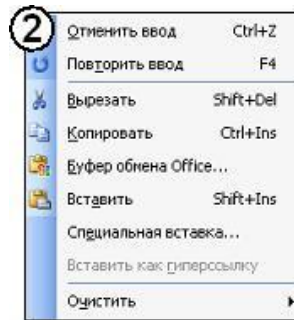 2
Отменить ввод Ctrl+Z
Повторить ввод F4
Вырезать Shift+Del
Копировать Ctrl+Ins
Буфер обмена Office...
Вставить Shift+Ins
Специальная вставка...
Вставить как гиперссылку
Очистить